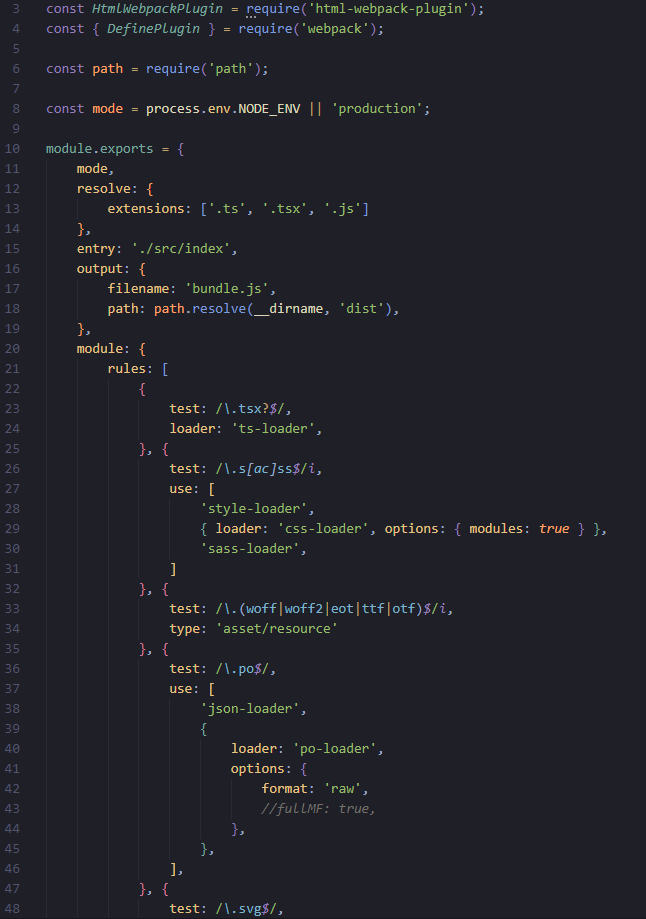 3 const HtmlWebpackPlugin = require('html-webpack-plugin');
4 const { DefinePlugin } = require('webpack');
5
6 const path = require('path');
7
8 const mode = process.env.NODE_ENV || 'production';
9
10 module.exports = {
11     mode,
12     resolve: {
13         extensions: ['.ts', '.tsx', '.js']
14     },
15     entry: './src/index',
16     output: {
17         filename: 'bundle.js',
18         path: path.resolve(__dirname, 'dist'),
19     },
20     module: {
21         rules: [
22             {
23                 test: /\.tsx?$/,
24                 loader: 'ts-loader',
25             }, {
26                 test: /\.s[ac]ss$/i,
27                 use: [
28                     'style-loader',
29                     { loader: 'css-loader', options: { modules: true } },
30                     'sass-loader',
31                 ]
32             }, {
33                 test: /\.(woff|woff2|eot|ttf|otf)$/i,
34                 type: 'asset/resource'
35             }, {
36                 test: /\.po$/,
37                 use: [
38                     'json-loader',
39                     {
40                         loader: 'po-loader',
41                         options: {
42                             format: 'raw',
43                             //fullMF: true,
44                         },
45                     },
46                 ],
47             }, {
48                 test: /\.svg$/,